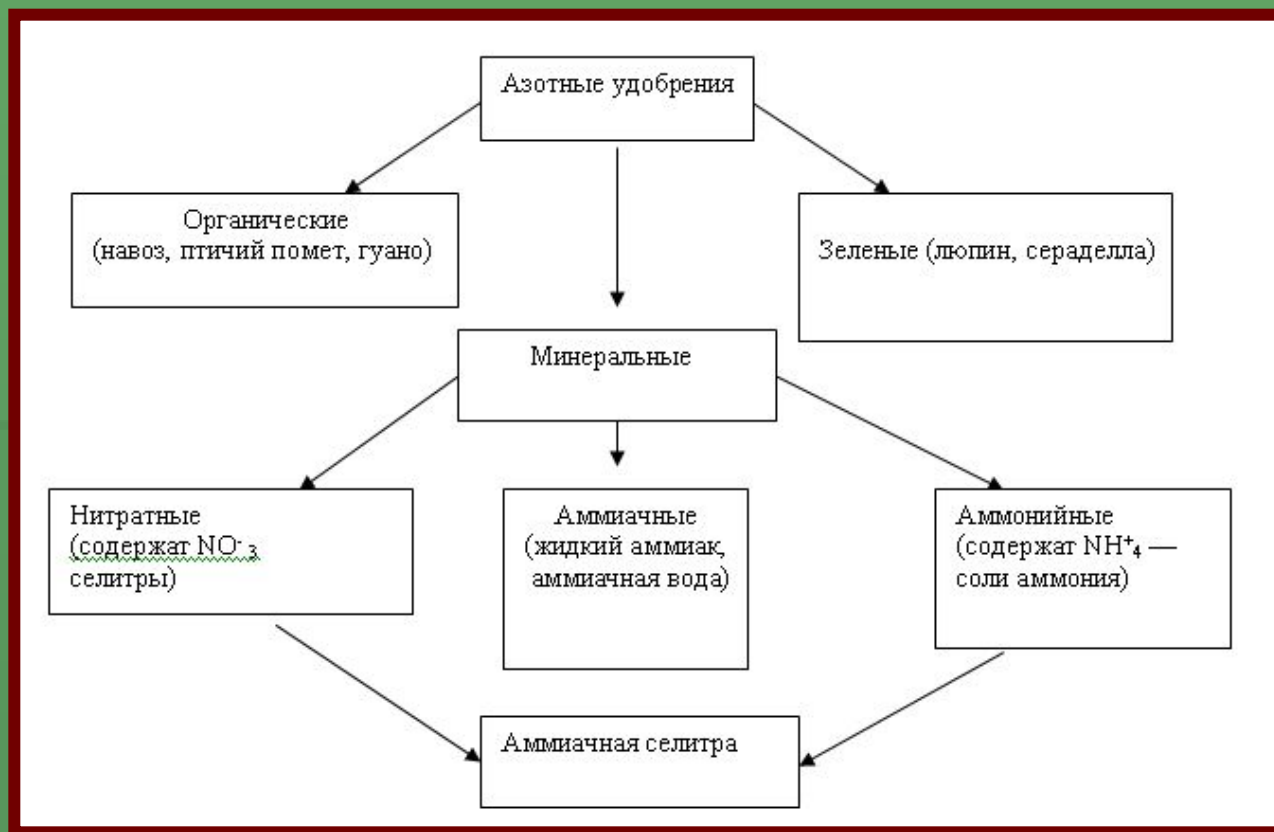 Азотные удобрения
Органические
(навоз, птичий помет, гуано)
Зеленые (люпин, сераделла)
Минеральные
Нитратные
(содержат NO⁻₃
селитры)
Аммиачные
(жидкий аммиак,
аммиачная вода)
Аммонийные
(содержат NH⁺₄ —
соли аммония)
Аммиачная селитра